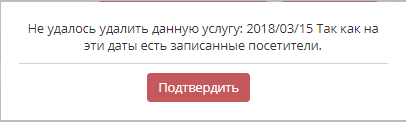 Не удалось удалить данную услугу: 2018/03/15 Так как на
эти даты есть записанные посетители.
Подтвердить